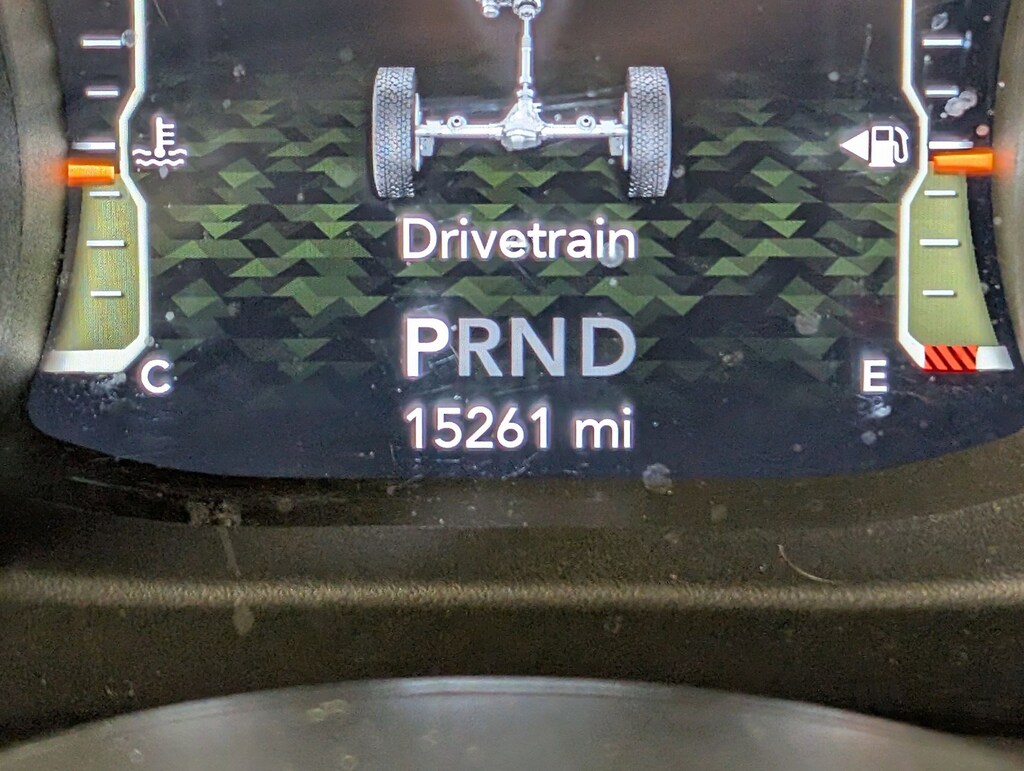 Drivetrain
PRND
C
E
15261 mi